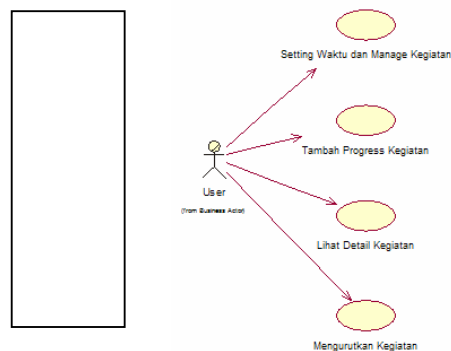 Setting Waktu dan Manage Kegiatan
Tambah Progress Kegiatan
User
(from Business Actor)
Lihat Detail Kegiatan
Mengurutkan Kegiatan